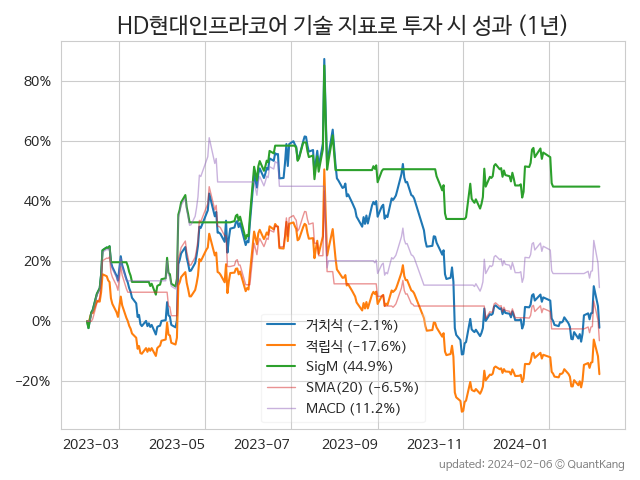 HD현대인프라코어 기술 지표로 투자 시 성과 (1년)
80%
60%
40%
20%
0%
−20%
거치식 (−2.1%)
적립식 (−17.6%)
SigM (44.9%)
SMA(20) (−6.5%)
MACD (11.2%)
2023-03 2023-05 2023-07 2023-09 2023-11 2024-01
updated: 2024-02-06 © QuantKang